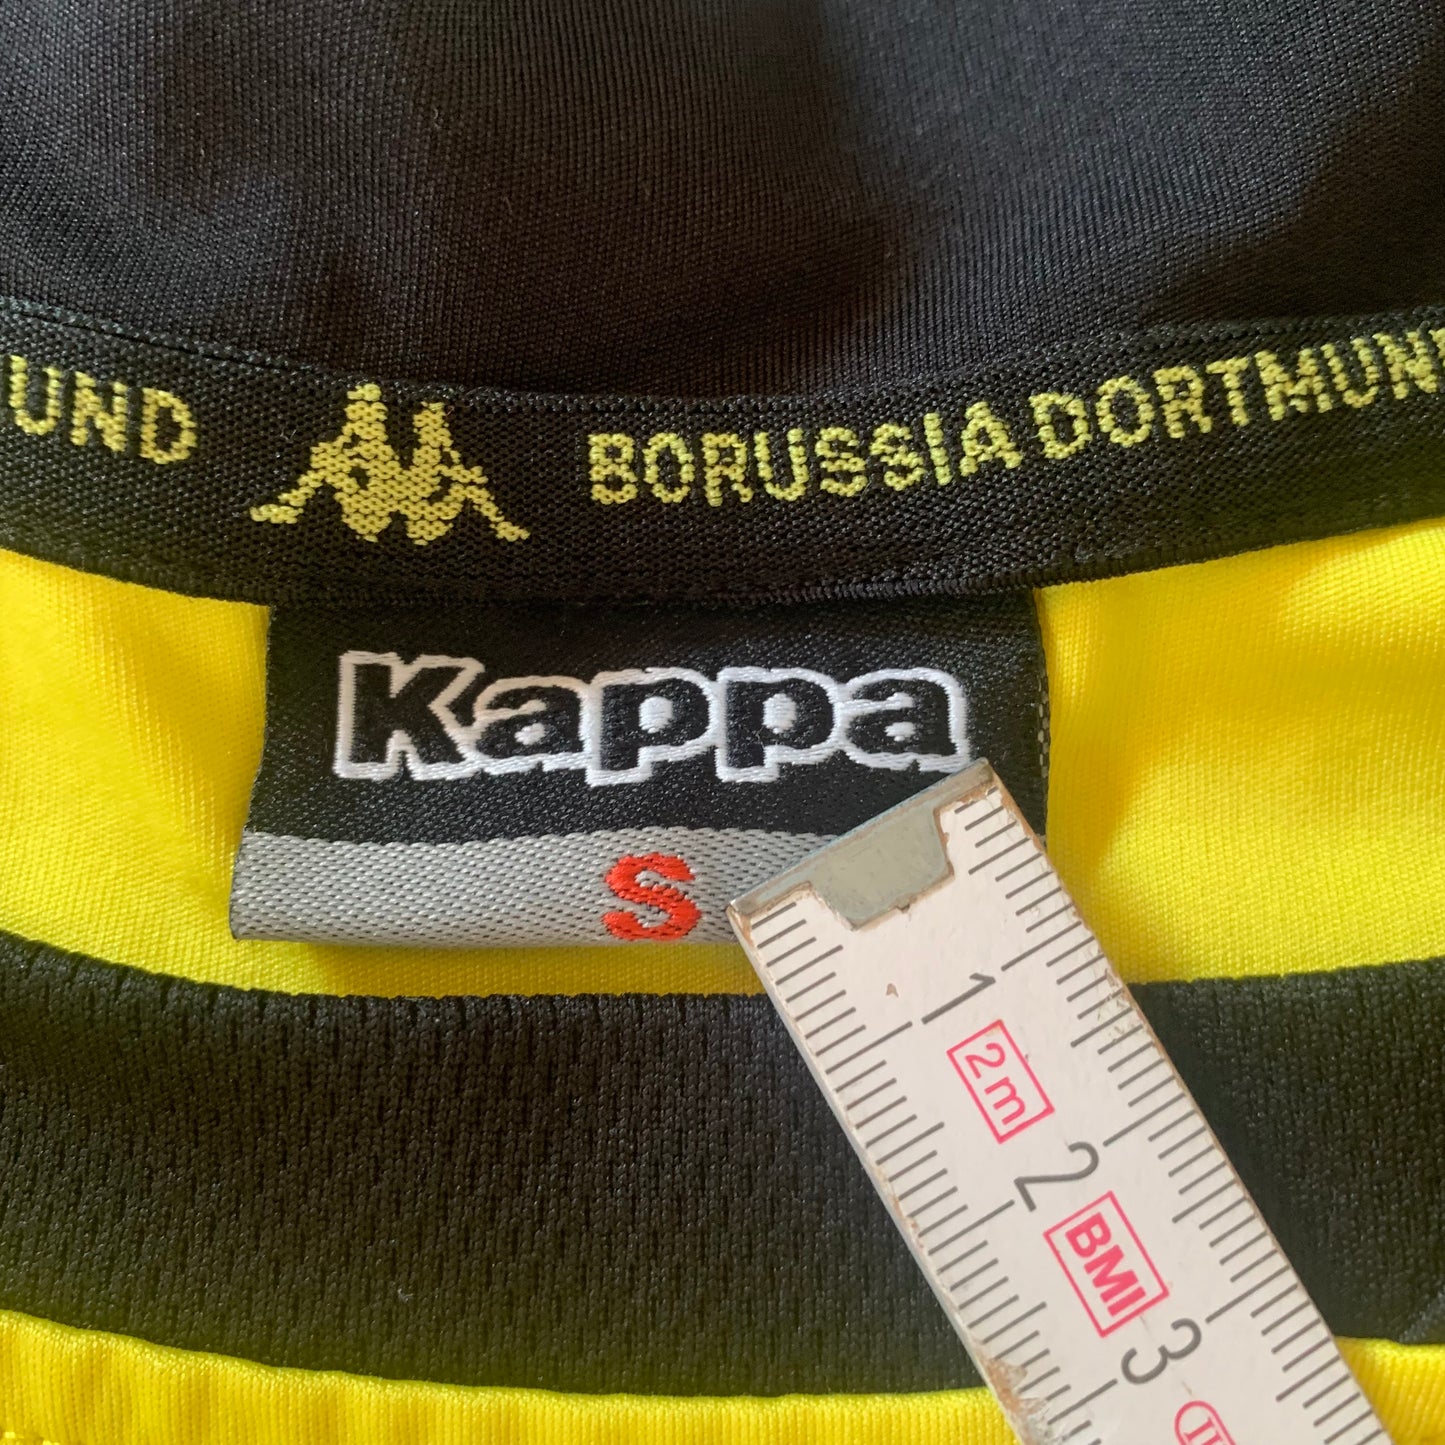 UND BORUSSIA DORTMUN
Kappa
S
1
2m
2
BMI
3